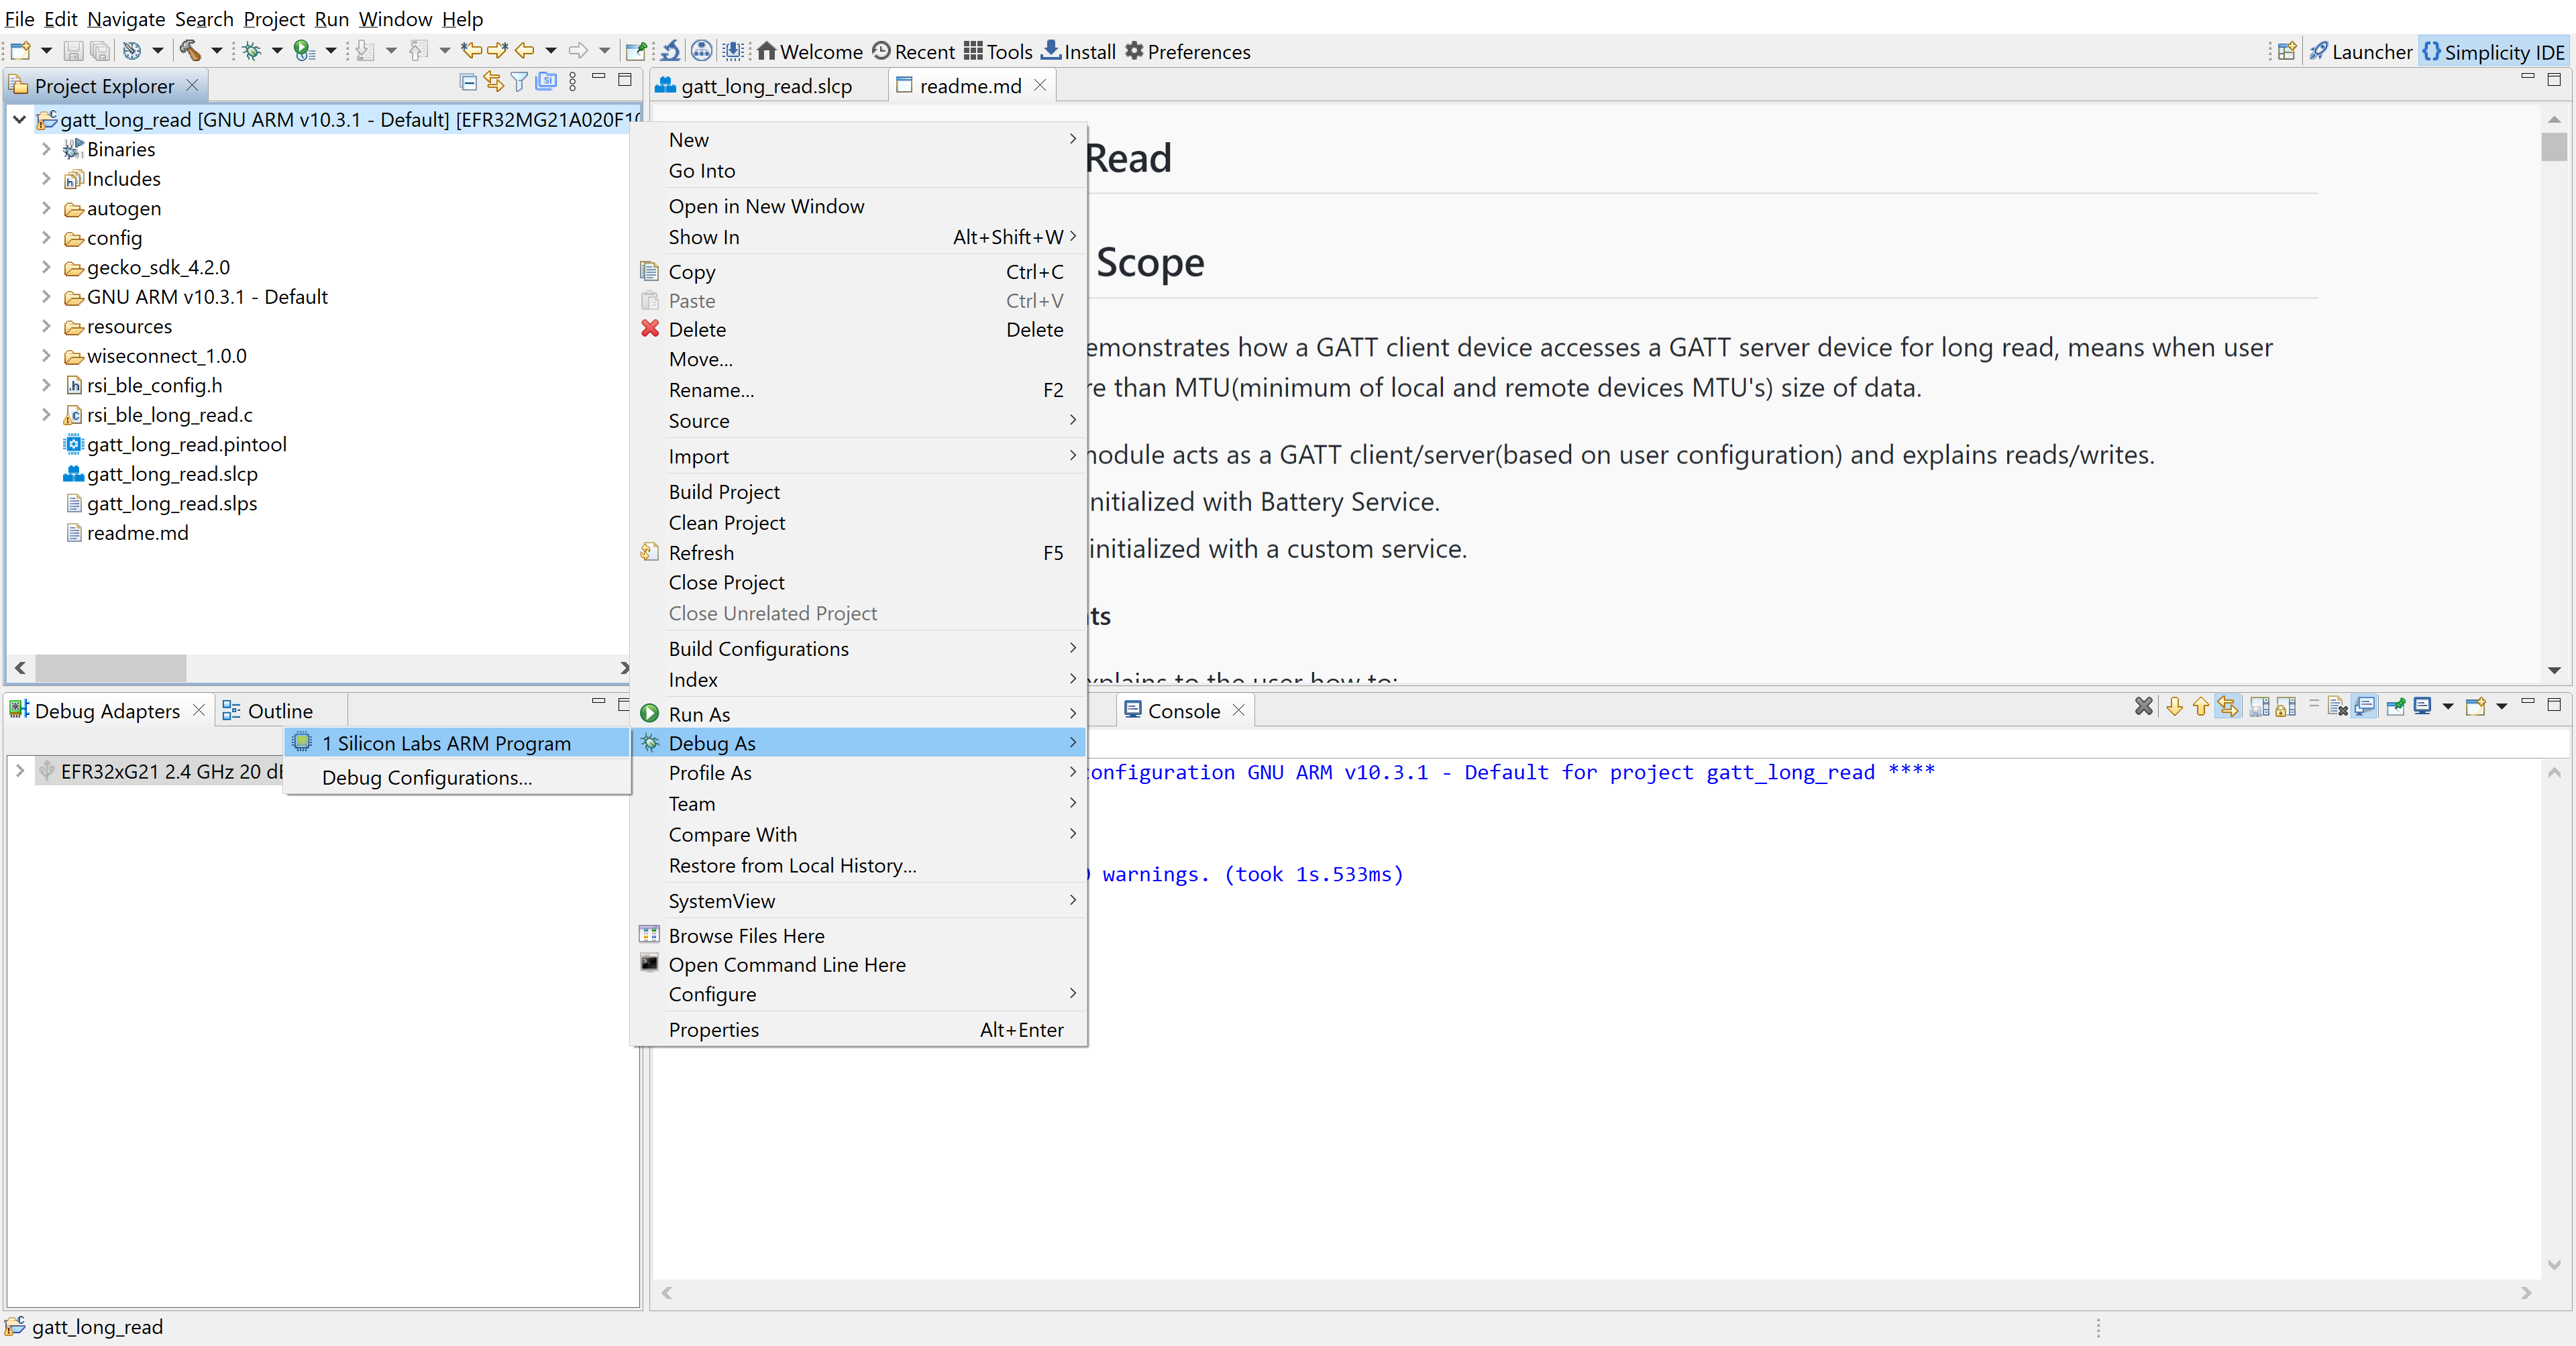 File Edit Navigate Search Project Run Window Help
Welcome Recent Tools Install Preferences Launcher {} Simplicity IDE
Project Explorer
gatt_long_read [GNU ARM v10.3.1 - Default] [EFR32MG21A020F10
Binaries
Includes
autogen
config
gecko_sdk_4.2.0
GNU ARM v10.3.1 - Default
resources
wiseconnect_1.0.0
rsi_ble_config.h
rsi_ble_long_read.c
gatt_long_read.pintool
gatt_long_read.slcp
gatt_long_read.slps
readme.md
gatt_long_read.slcp readme.md
Read
Scope
emonstrates how a GATT client device accesses a GATT server device for long read, means when user
re than MTU(minimum of local and remote devices MTU's) size of data.
nodule acts as a GATT client/server(based on user configuration) and explains reads/writes.
nitialized with Battery Service.
initialized with a custom service.
ts
xplains to the user how to:
New
Go Into
Open in New Window
Show In Alt+Shift+W
Copy Ctrl+C
Paste Ctrl+V
Delete Delete
Move...
Rename... F2
Source
Import
Build Project
Clean Project
Refresh F5
Close Project
Close Unrelated Project
Build Configurations
Index
Run As
Debug As
Profile As
Team
Compare With
Restore from Local History...
SystemView
Browse Files Here
Open Command Line Here
Configure
Properties Alt+Enter
Debug Adapters Outline
1 Silicon Labs ARM Program
Debug Configurations...
EFR32xG21 2.4 GHz 20 dB
Console
onfiguration GNU ARM v10.3.1 - Default for project gatt_long_read ****
warnings. (took 1s.533ms)
gatt_long_read